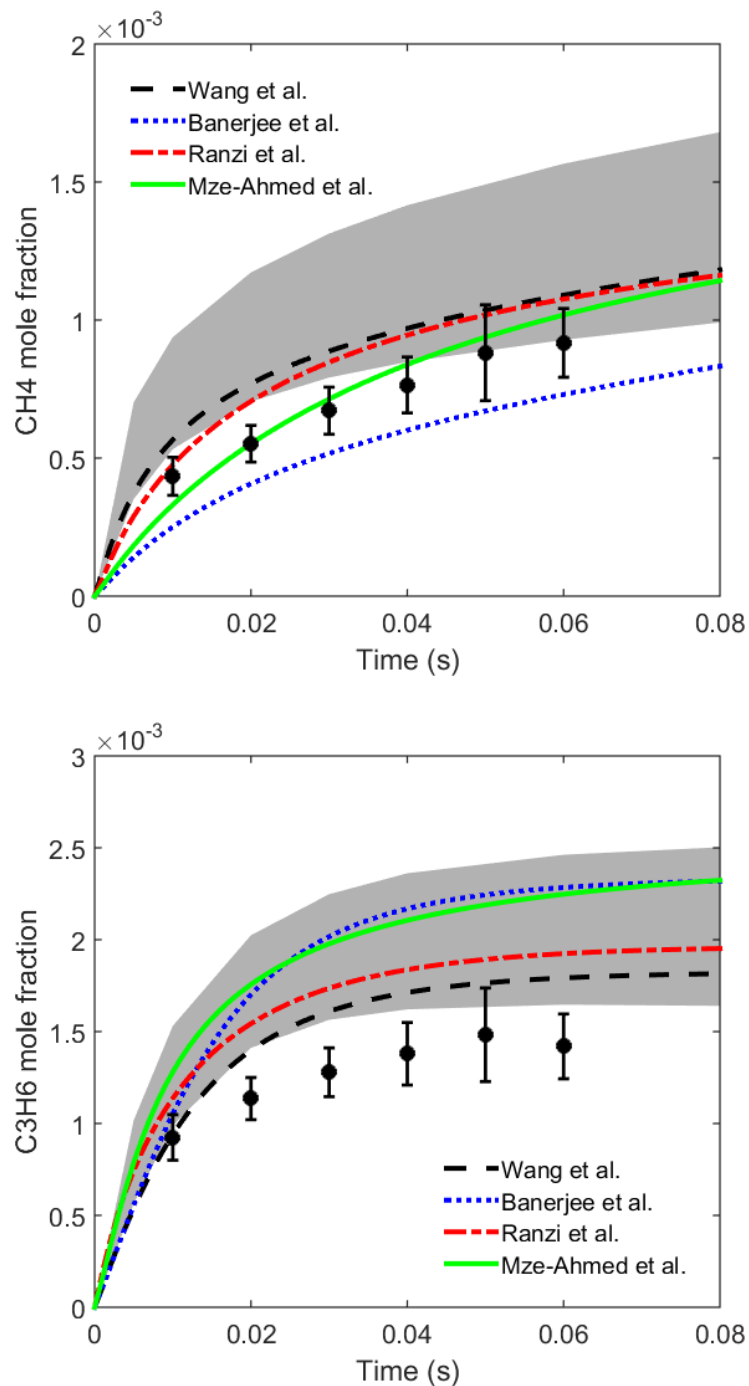 ×10⁻³
2
Wang et al.
Banerjee et al.
Ranzi et al.
Mze-Ahmed et al.
1.5
1
0.5
0
CH4 mole fraction
0 0.02 0.04 0.06 0.08
Time (s)
×10⁻³
3
2.5
2
1.5
1
0.5
0
C3H6 mole fraction
Wang et al.
Banerjee et al.
Ranzi et al.
Mze-Ahmed et al.
0 0.02 0.04 0.06 0.08
Time (s)